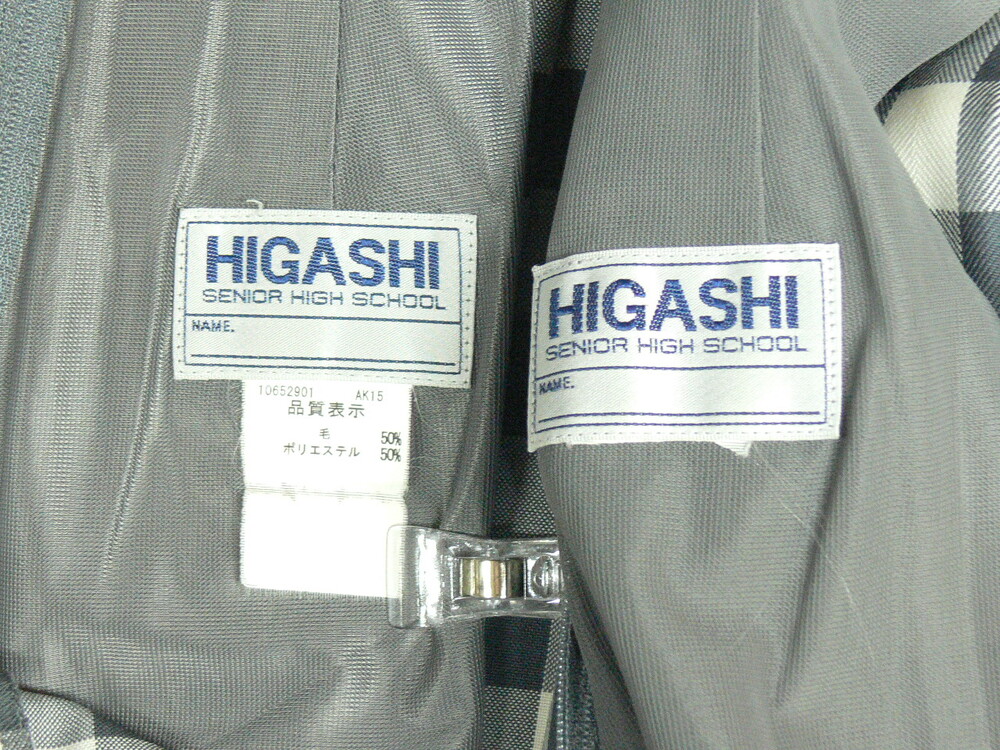 HIGASHI
SENIOR HIGH SCHOOL
NAME.
10652901 AK15
品質表示
毛 50%
ポリエステル 50%
HIGASHI
SENIOR HIGH SCHOOL
NAME.